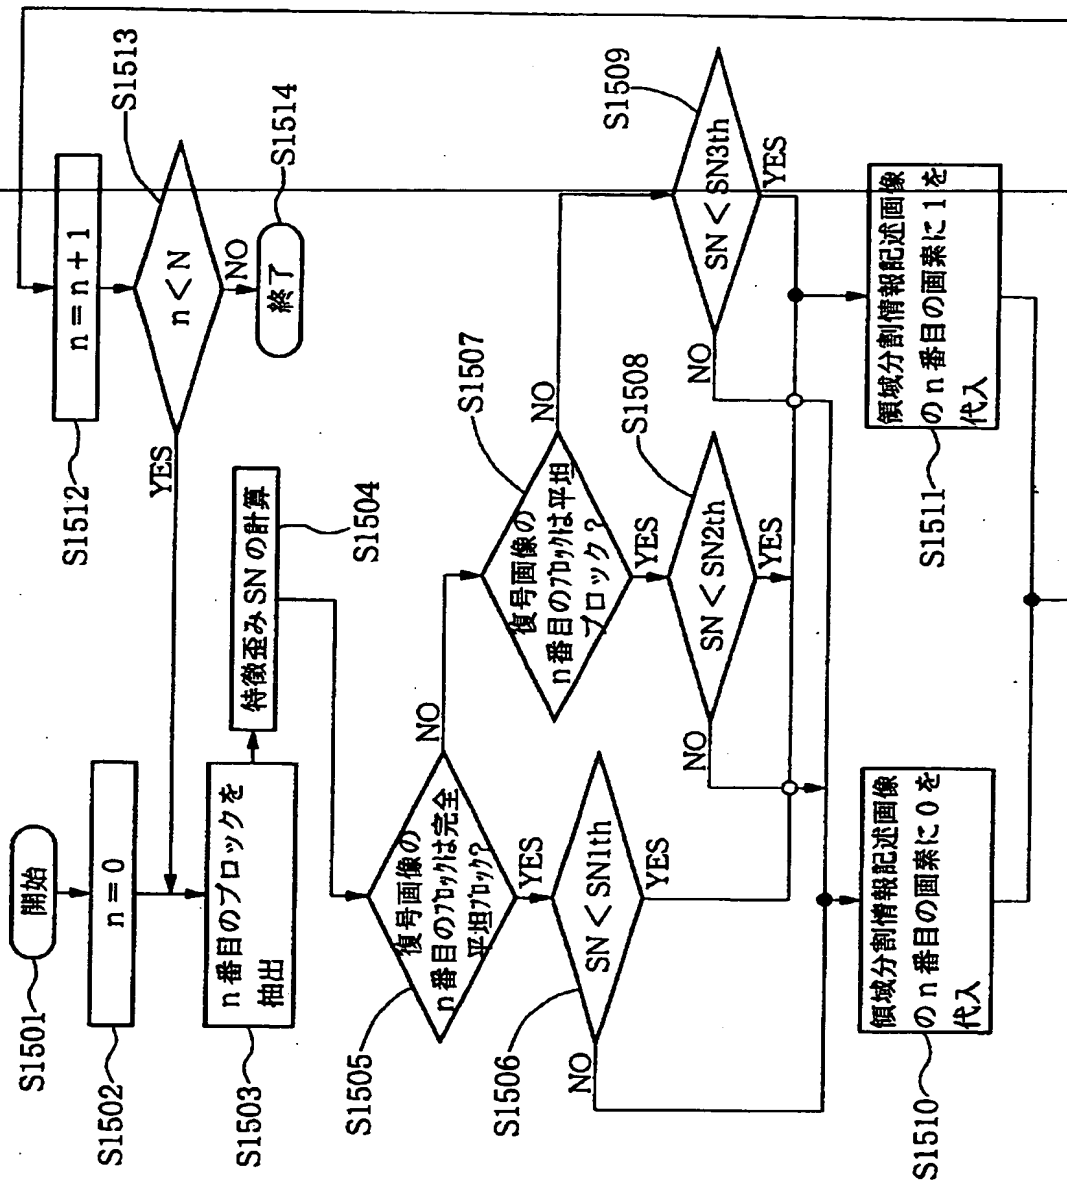 S1501
開始
S1502
n＝0
S1503
n番目のブロックを
抽出
S1504
特徴歪みSNの計算
S1505
復号画像の
n番目のブロックは完全
平坦ブロック?
YES
NO
S1506
SN＜SN1th
YES
NO
S1507
復号画像の
n番目のブロックは平坦
ブロック?
YES
NO
S1508
SN＜SN2th
YES
NO
S1509
SN＜SN3th
YES
NO
S1510
領域分割情報記述画像
のn番目の画素に0を
代入
S1511
領域分割情報記述画像
のn番目の画素に1を
代入
S1512
n＝n＋1
S1513
n＜N
YES
NO
S1514
終了